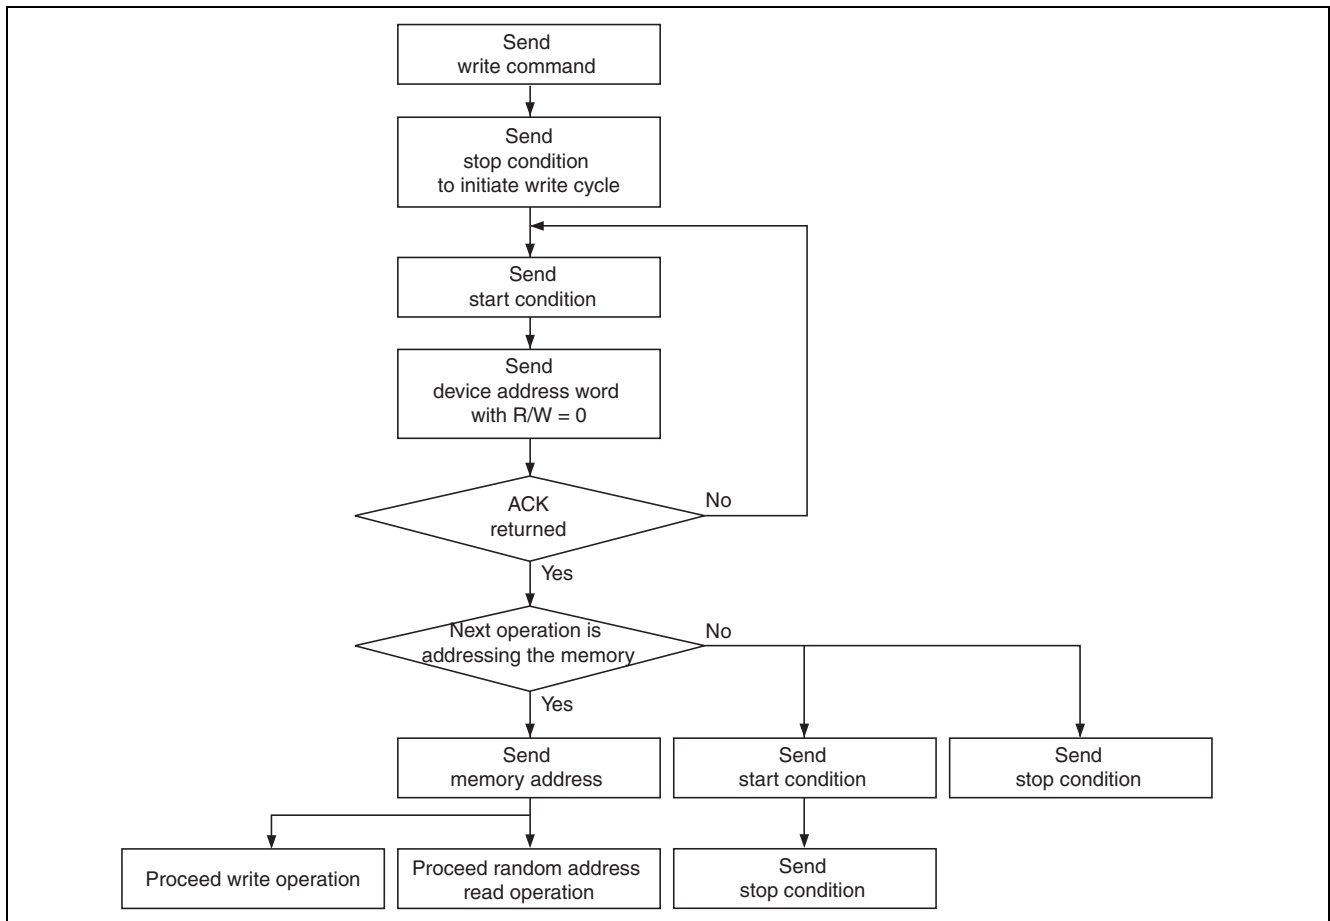 Send
write command
Send
stop condition
to initiate write cycle
Send
start condition
Send
device address word
with R/W = 0
ACK
returned
No
Yes
Next operation is
addressing the memory
No
Yes
Send
memory address
Send
start condition
Send
stop condition
Proceed write operation
Proceed random address
read operation
Send
stop condition